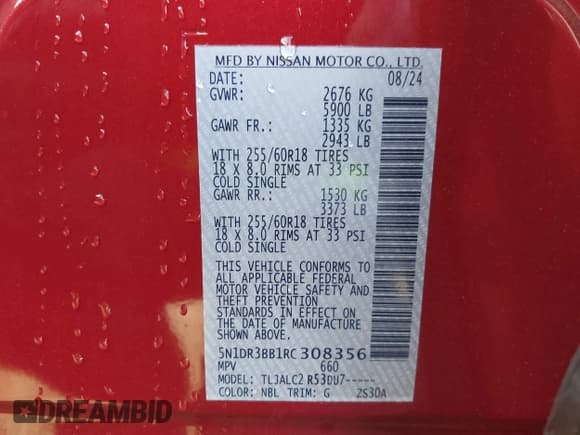 MFD BY NISSAN MOTOR CO., LTD.
DATE: 08/24
GVWR: 2676 KG
5900 LB
GAWR FR.: 1335 KG
2943 LB
WITH 255/60R18 TIRES
18 X 8.0 RIMS AT 33 PSI
COLD SINGLE
GAWR RR.: 1530 KG
3373 LB
WITH 255/60R18 TIRES
18 X 8.0 RIMS AT 33 PSI
COLD SINGLE
THIS VEHICLE CONFORMS TO
ALL APPLICABLE FEDERAL
MOTOR VEHICLE SAFETY AND
THEFT PREVENTION
STANDARDS IN EFFECT ON
THE DATE OF MANUFACTURE
SHOWN ABOVE.
5N1DR3BB1RC308356
MPV 660
MODEL: TLJALC2 R53DU7-----
COLOR: NBL TRIM: G 2S30A
DREAMBID